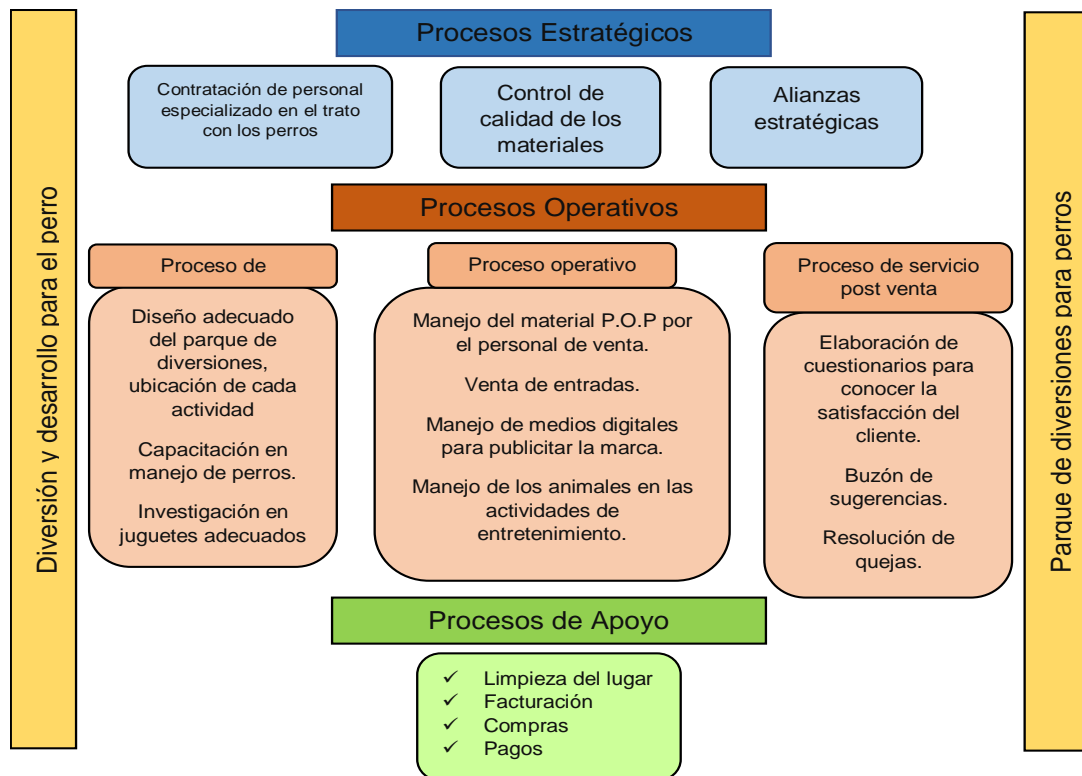 Diversión y desarrollo para el perro
Procesos Estratégicos
Contratación de personal
especializado en el trato
con los perros
Control de
calidad de los
materiales
Alianzas
estratégicas
Procesos Operativos
Proceso de
Diseño adecuado
del parque de
diversiones,
ubicación de cada
actividad
Capacitación en
manejo de perros.
Investigación en
juguetes adecuados
Proceso operativo
Manejo del material P.O.P por
el personal de venta.
Venta de entradas.
Manejo de medios digitales
para publicitar la marca.
Manejo de los animales en las
actividades de
entretenimiento.
Proceso de servicio
post venta
Elaboración de
cuestionarios para
conocer la
satisfacción del
cliente.
Buzón de
sugerencias.
Resolución de
quejas.
Procesos de Apoyo
✓ Limpieza del lugar
✓ Facturación
✓ Compras
✓ Pagos
Parque de diversiones para perros